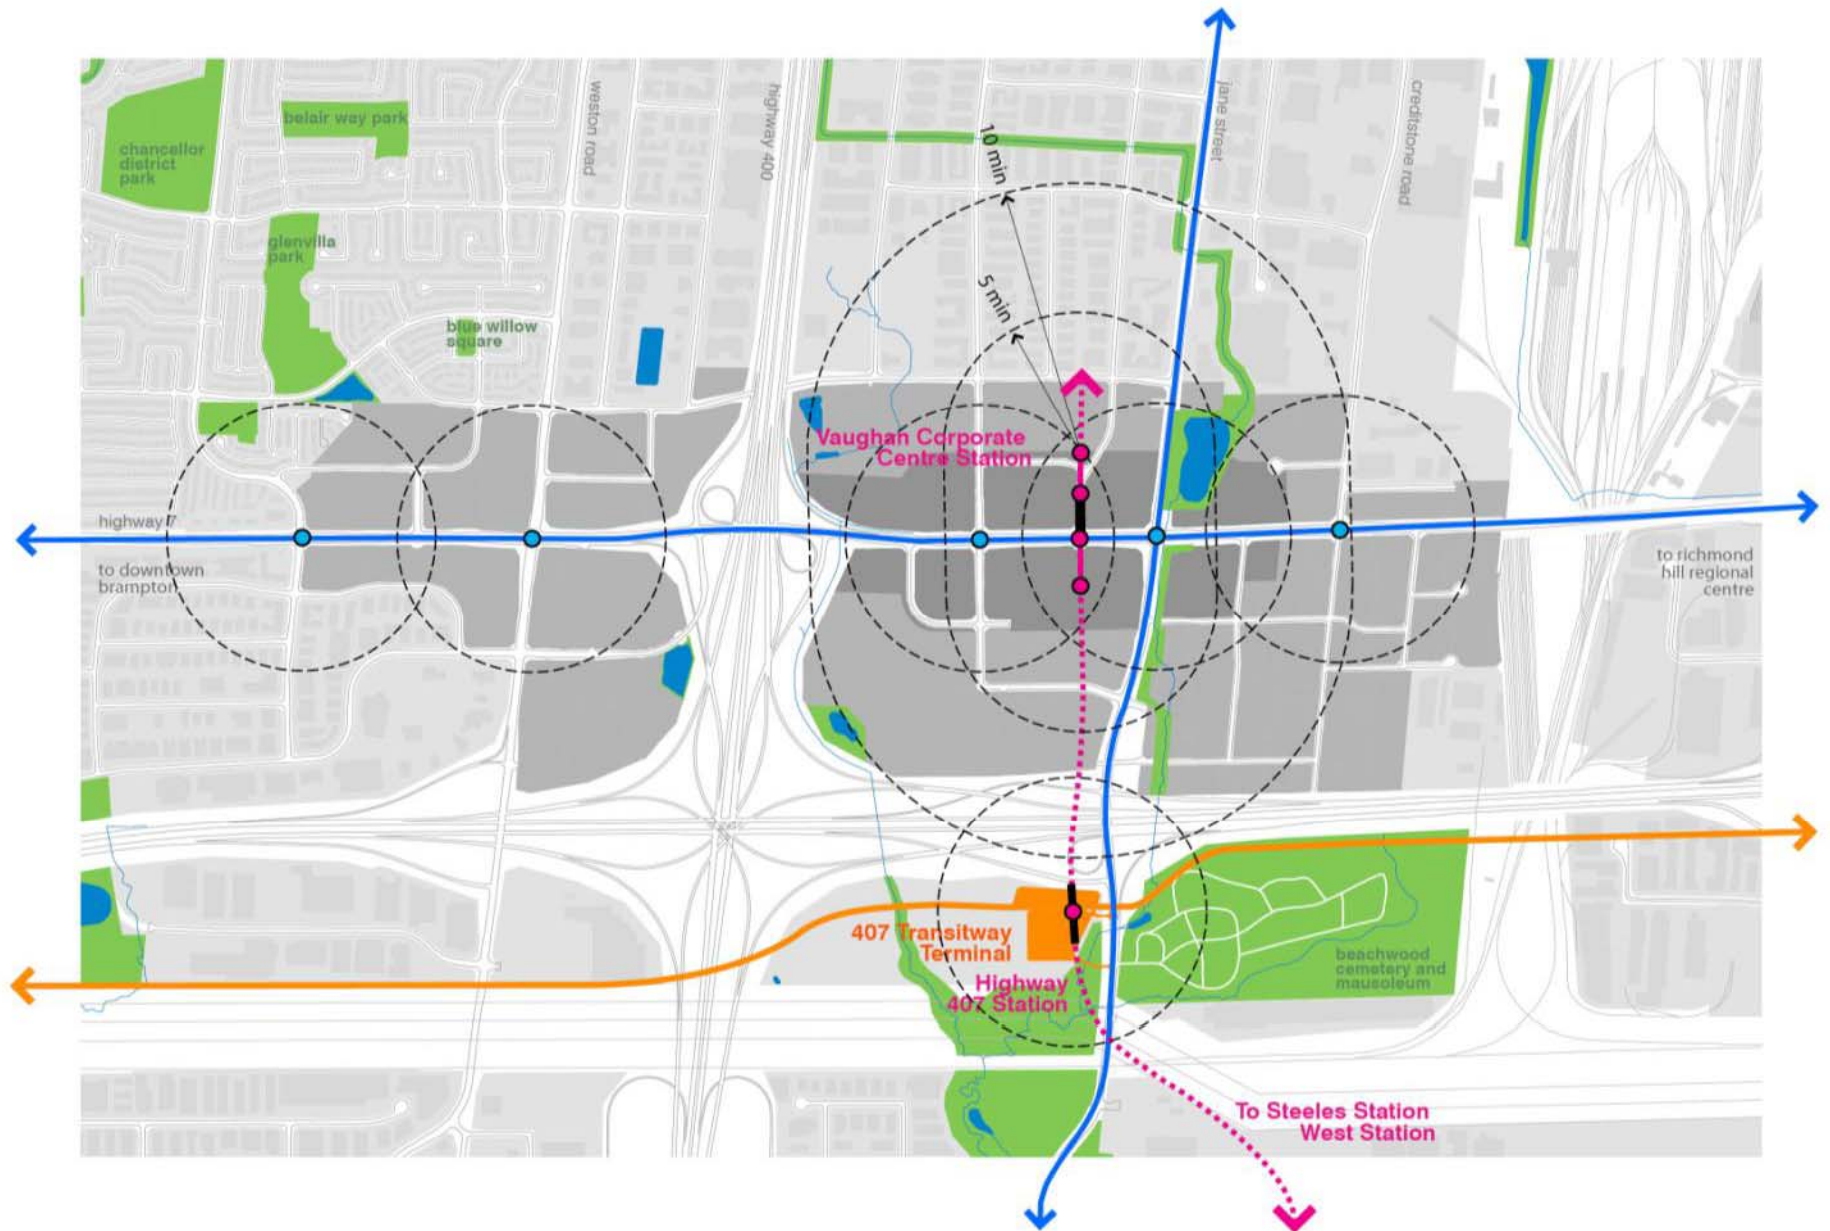 belair way park
chancellor
district
park
weston road
highway 400
10 min
jane street
creditstone road
glenvilla
park
5 min
blue willow
square
Vaughan Corporate
Centre Station
highway 7
to downtown
brampton
to richmond
hill regional
centre
407 Transitway
Terminal
Highway
407 Station
beachwood
cemetery and
mausoleum
To Steeles Station
West Station